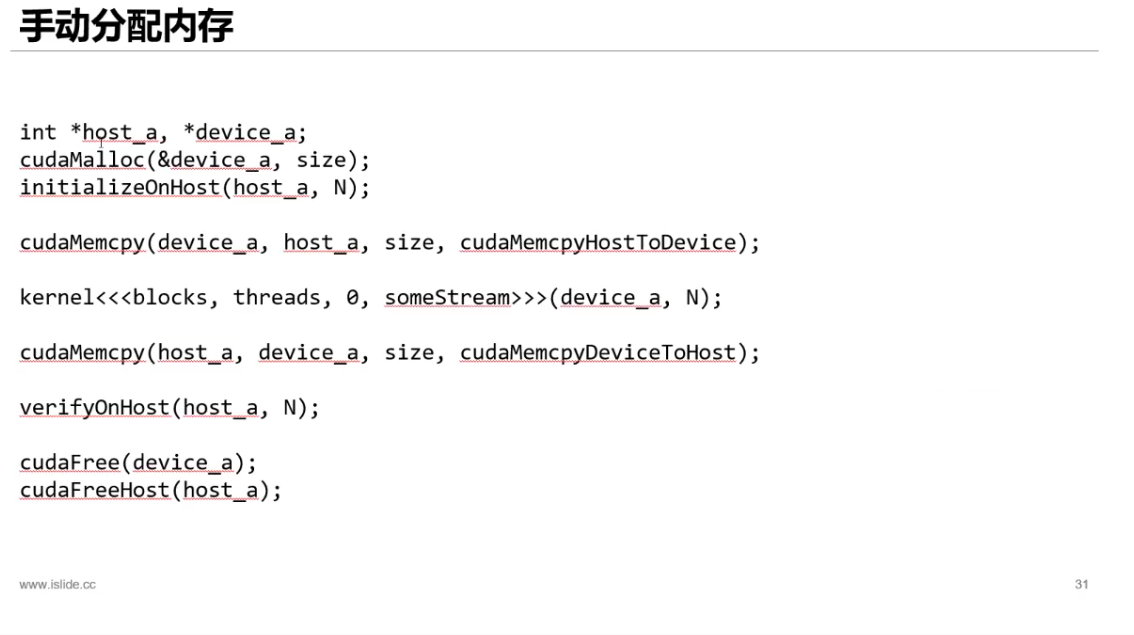 手动分配内存
int *host_a, *device_a;
cudaMalloc(&device_a, size);
initializeOnHost(host_a, N);
cudaMemcpy(device_a, host_a, size, cudaMemcpyHostToDevice);
kernel<<<blocks, threads, 0, someStream>>>(device_a, N);
cudaMemcpy(host_a, device_a, size, cudaMemcpyDeviceToHost);
verifyOnHost(host_a, N);
cudaFree(device_a);
cudaFreeHost(host_a);
www.islide.cc
31